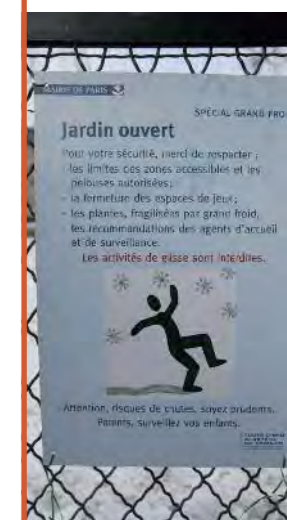 MAIRIE DE PARIS
SPÉCIAL GRAND FRO
Jardin ouvert
Pour votre sécurité, merci de respecter :
- les limites des zones accessibles et les
pelouses autorisées;
- la fermeture des espaces de jeux;
- les plantes, fragilisées par grand froid,
les recommandations des agents d'accueil
et de surveillance.
Les activités de glisse sont interdites.
Attention, risques de chutes, soyez prudents.
Parents, surveillez vos enfants.